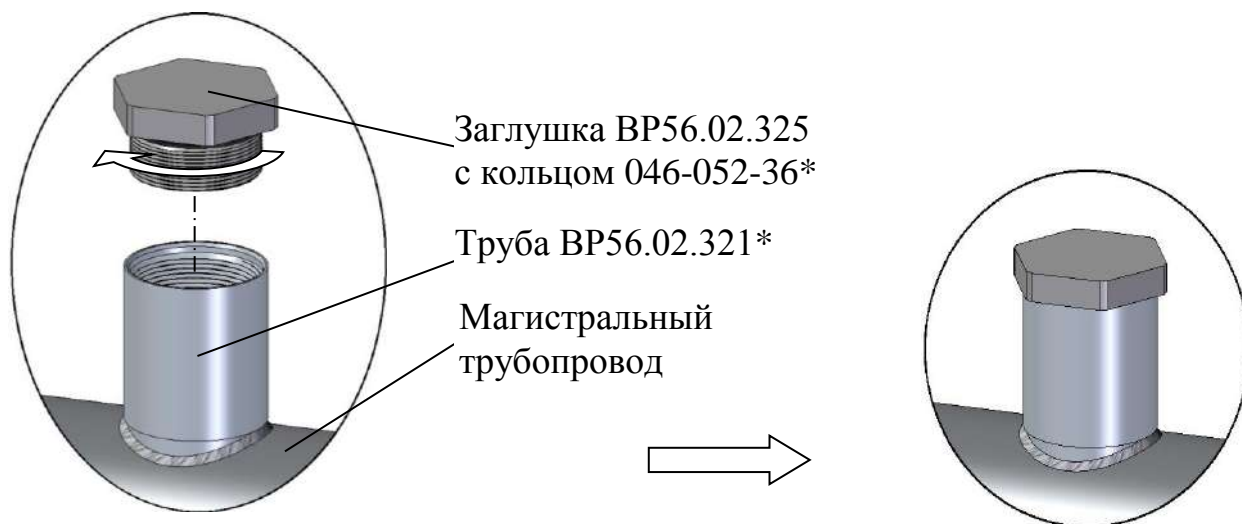 Заглушка ВР56.02.325
с кольцом 046-052-36*
Труба ВР56.02.321*
Магистральный
трубопровод